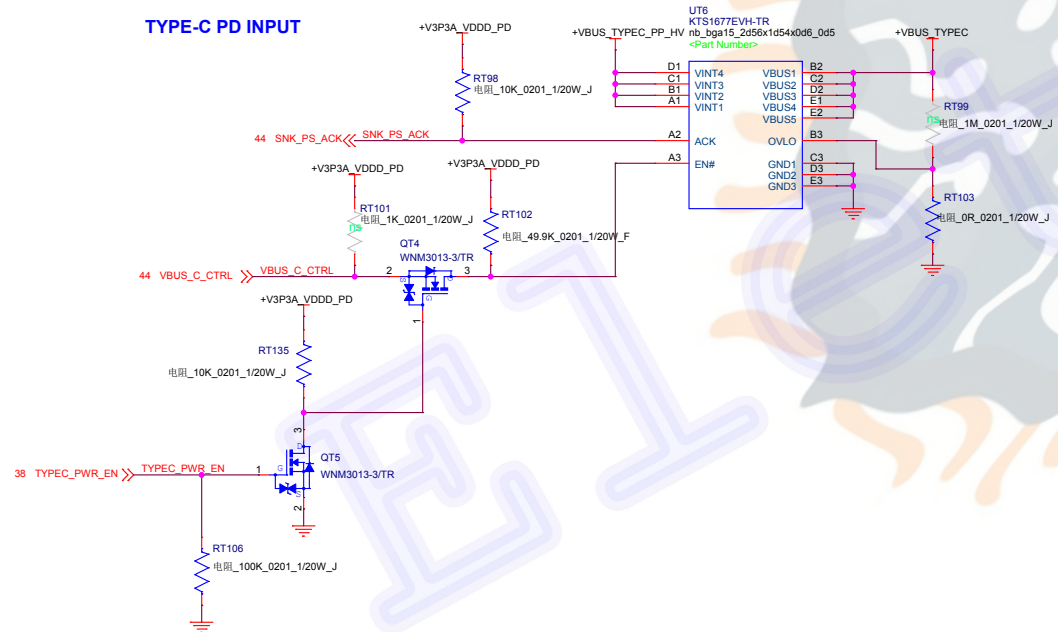 TYPE-C PD INPUT
UT6
KTS1677EVH-TR
nb_bga15_2d56x1d54x0d6_0d5
<Part Number>
+V3P3A_VDDD_PD
+VBUS_TYPEC_PP_HV
+VBUS_TYPEC
RT98
电阻_10K_0201_1/20W_J
D1 VINT4 VBUS1 B2
C1 VINT3 VBUS2 C2
B1 VINT2 VBUS3 D2
A1 VINT1 VBUS4 E1
VBUS5 E2
RT99
ns
电阻_1M_0201_1/20W_J
44 SNK_PS_ACK SNK_PS_ACK
A2 ACK OVLO B3
A3 EN# GND1 C3
GND2 D3
GND3 E3
+V3P3A_VDDD_PD
+V3P3A_VDDD_PD
RT101
电阻_1K_0201_1/20W_J
ns
RT102
电阻_49.9K_0201_1/20W_F
RT103
电阻_0R_0201_1/20W_J
QT4
WNM3013-3/TR
44 VBUS_C_CTRL VBUS_C_CTRL
2 3
S D
G
1
+V3P3A_VDDD_PD
RT135
电阻_10K_0201_1/20W_J
3
D
QT5
WNM3013-3/TR
38 TYPEC_PWR_EN TYPEC_PWR_EN
1
G
S
2
RT106
电阻_100K_0201_1/20W_J